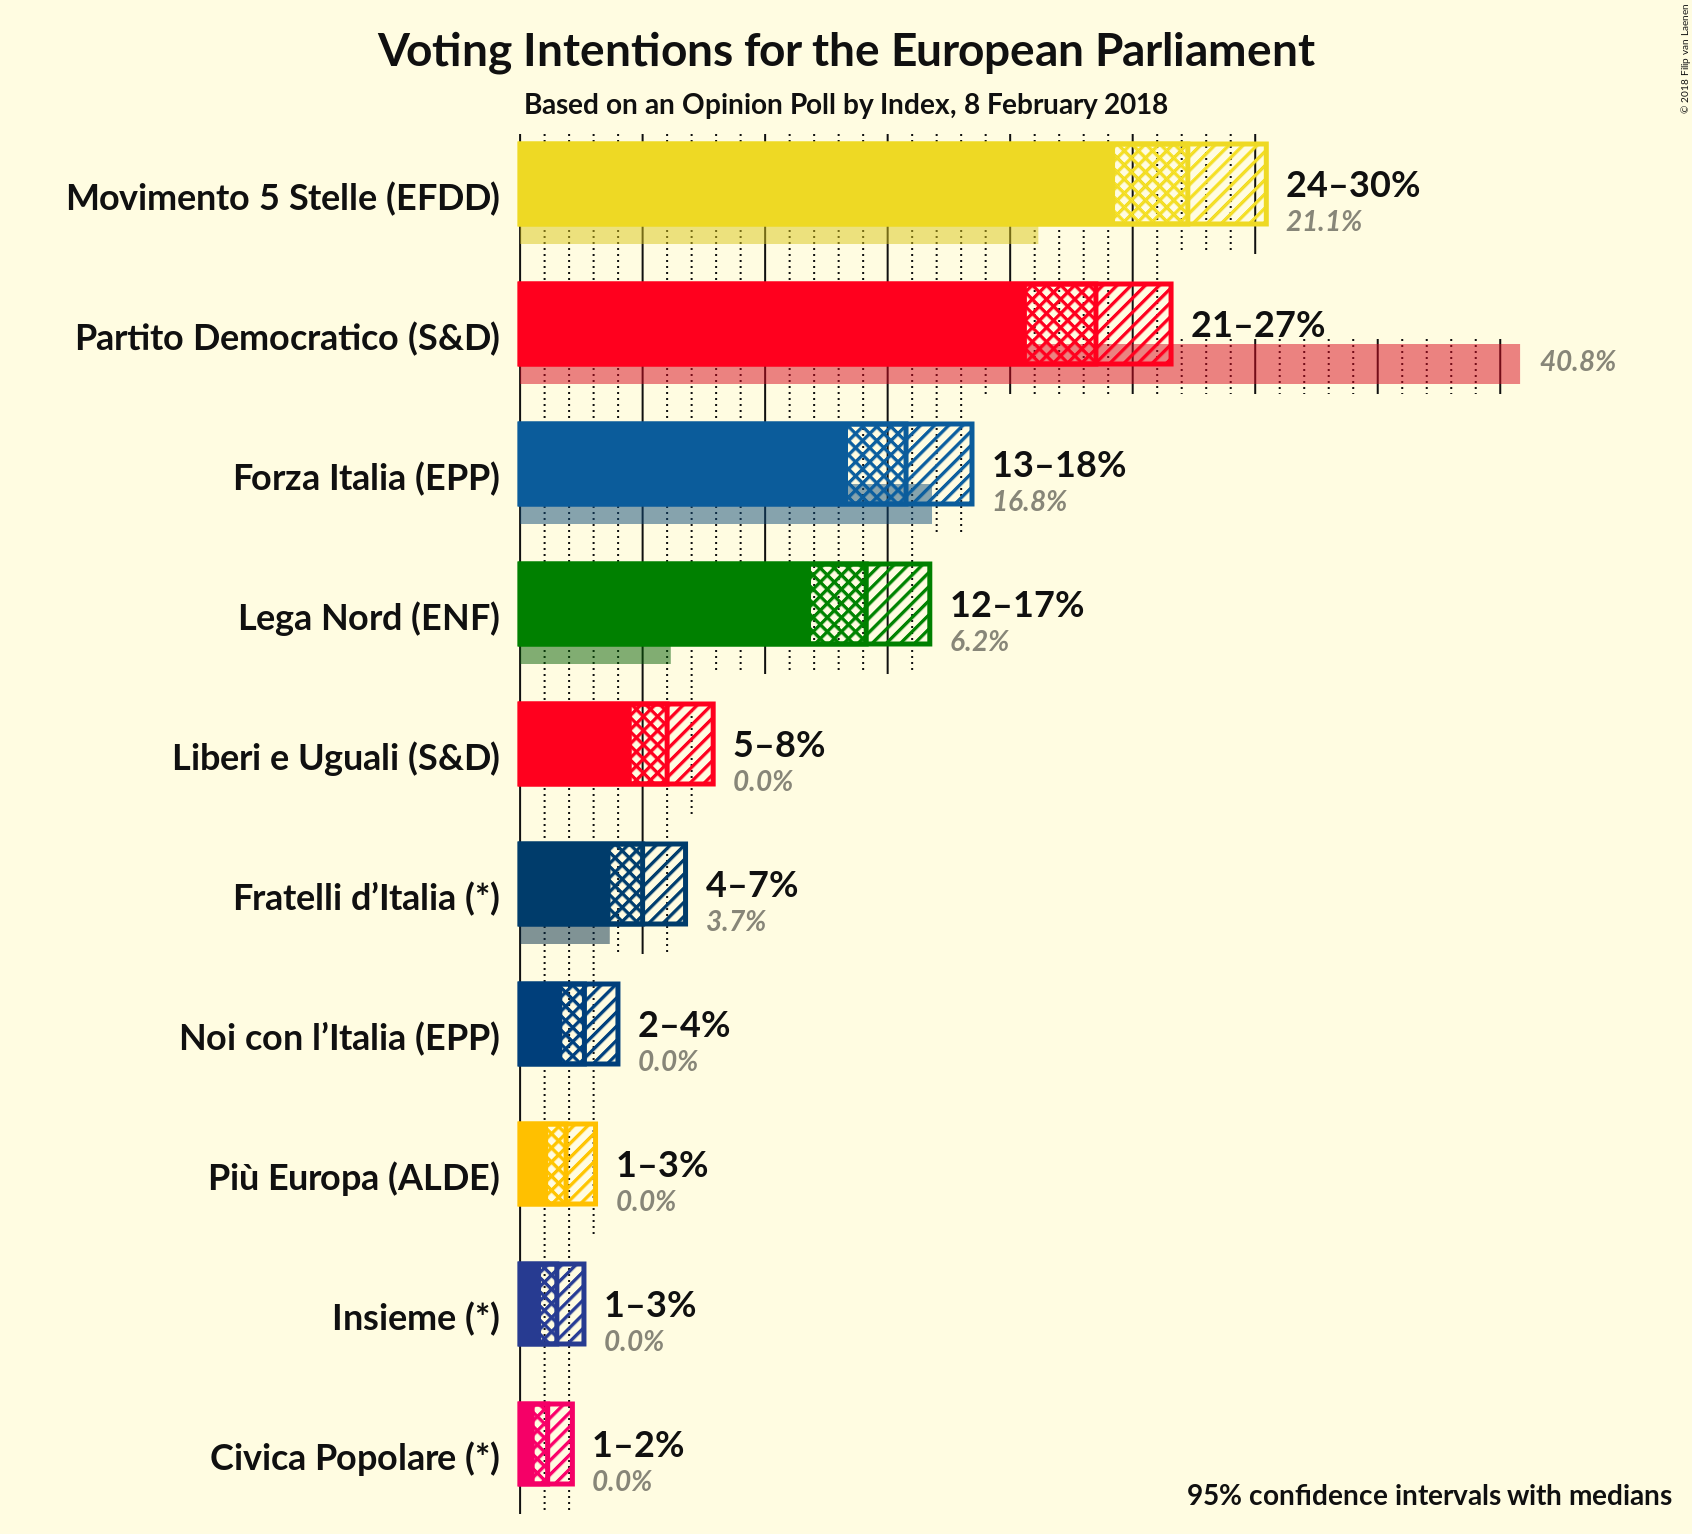 Voting Intentions for the European Parliament
Based on an Opinion Poll by Index, 8 February 2018
© 2018 Filip van Laenen
Movimento 5 Stelle (EFDD)
24–30%
21.1%
Partito Democratico (S&D)
21–27%
40.8%
Forza Italia (EPP)
13–18%
16.8%
Lega Nord (ENF)
12–17%
6.2%
Liberi e Uguali (S&D)
5–8%
0.0%
Fratelli d’Italia (*)
4–7%
3.7%
Noi con l’Italia (EPP)
2–4%
0.0%
Più Europa (ALDE)
1–3%
0.0%
Insieme (*)
1–3%
0.0%
Civica Popolare (*)
1–2%
0.0%
95% confidence intervals with medians